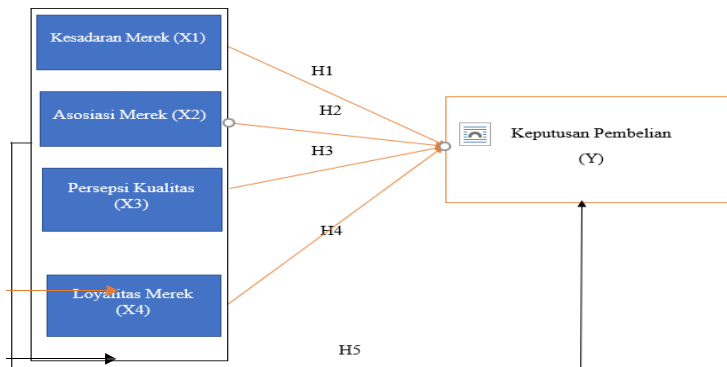 Kesadaran Merek (X1)
H1
Asosiasi Merek (X2)
H2
Keputusan Pembelian
(Y)
H3
Persepsi Kualitas
(X3)
H4
Loyalitas Merek
(X4)
H5